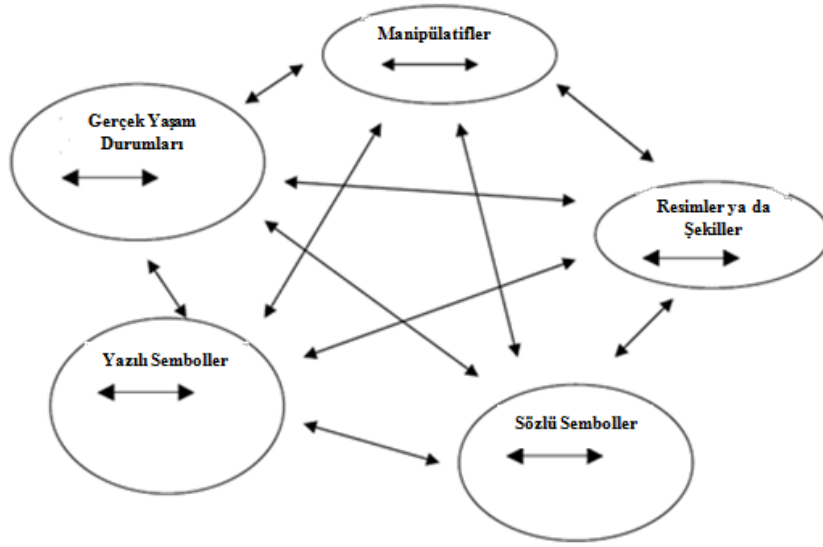 Manipülatifler
Gerçek Yaşam
Durumları
Resimler ya da
Şekiller
Yazılı Semboller
Sözlü Semboller